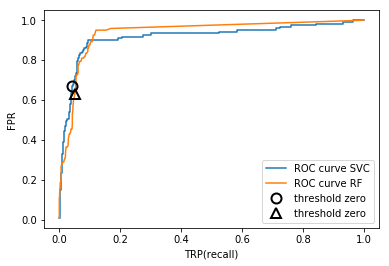 1.0
0.8
0.6
0.4
0.2
0.0
FPR
ROC curve SVC
ROC curve RF
threshold zero
threshold zero
0.0 0.2 0.4 0.6 0.8 1.0
TRP(recall)